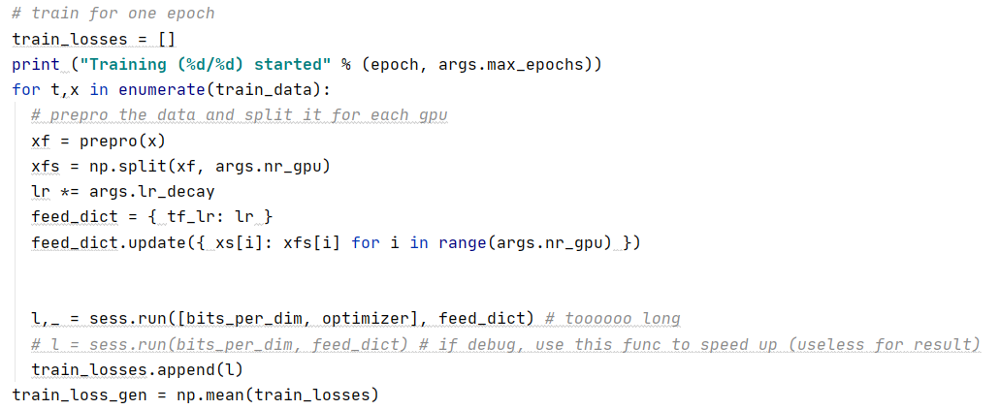 # train for one epoch
train_losses = []
print ("Training (%d/%d) started" % (epoch, args.max_epochs))
for t,x in enumerate(train_data):
# prepro the data and split it for each gpu
xf = prepro(x)
xfs = np.split(xf, args.nr_gpu)
lr *= args.lr_decay
feed_dict = { tf_lr: lr }
feed_dict.update({ xs[i]: xfs[i] for i in range(args.nr_gpu) })
l,_ = sess.run([bits_per_dim, optimizer], feed_dict) # toooooo long
# l = sess.run(bits_per_dim, feed_dict) # if debug, use this func to speed up (useless for result)
train_losses.append(l)
train_loss_gen = np.mean(train_losses)